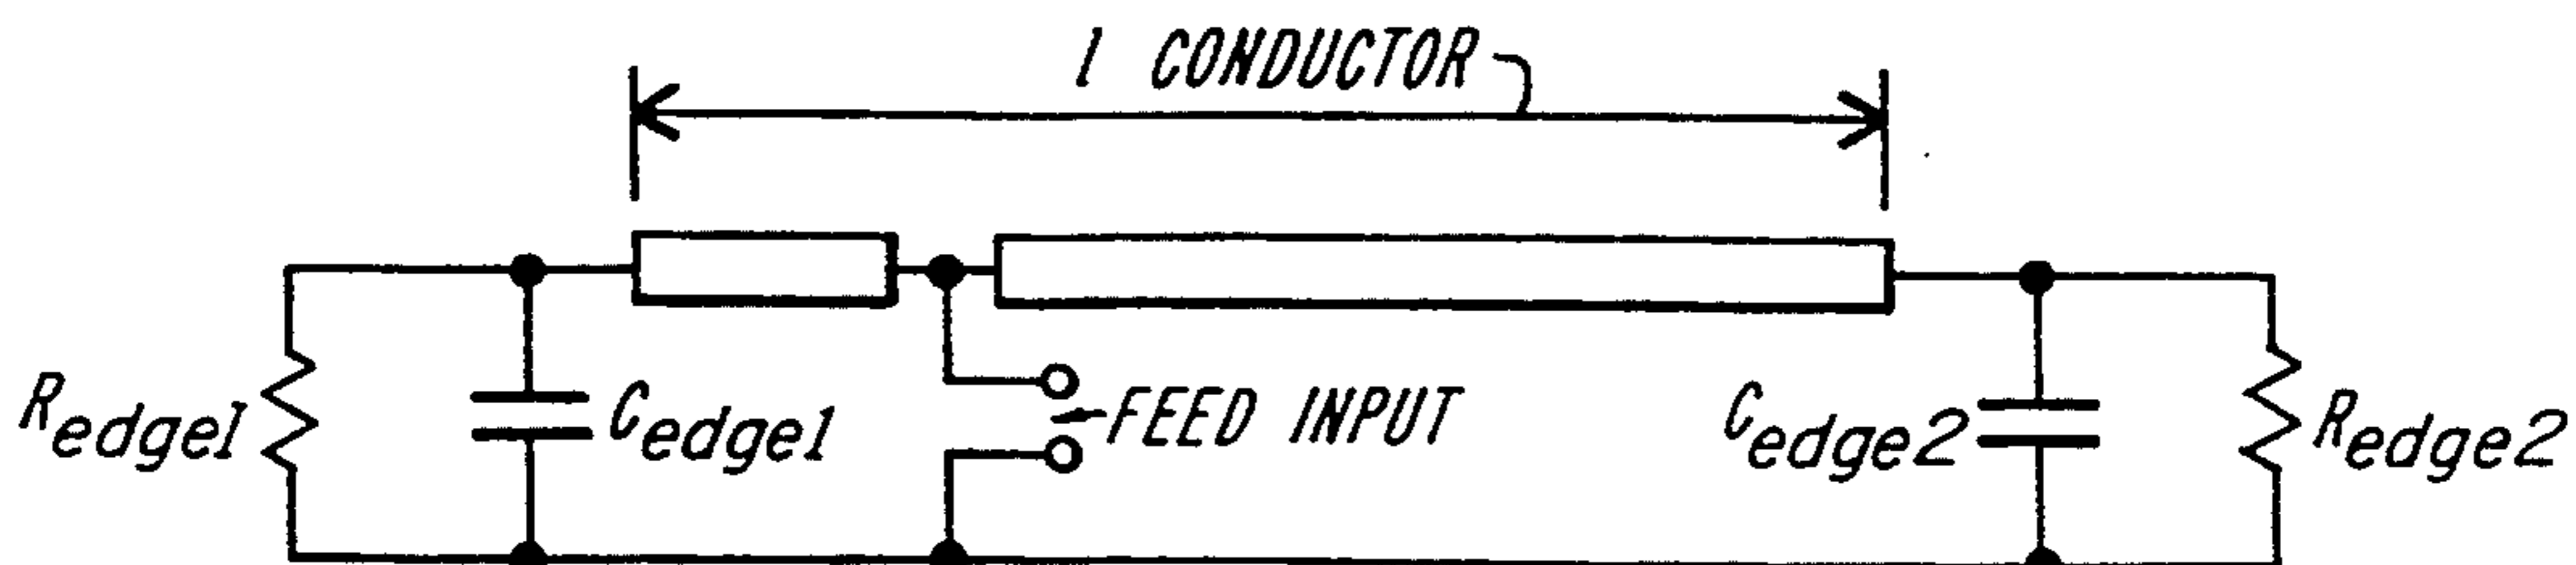 l CONDUCTOR
Redge1
Cedge1
FEED INPUT
Cedge2
Redge2